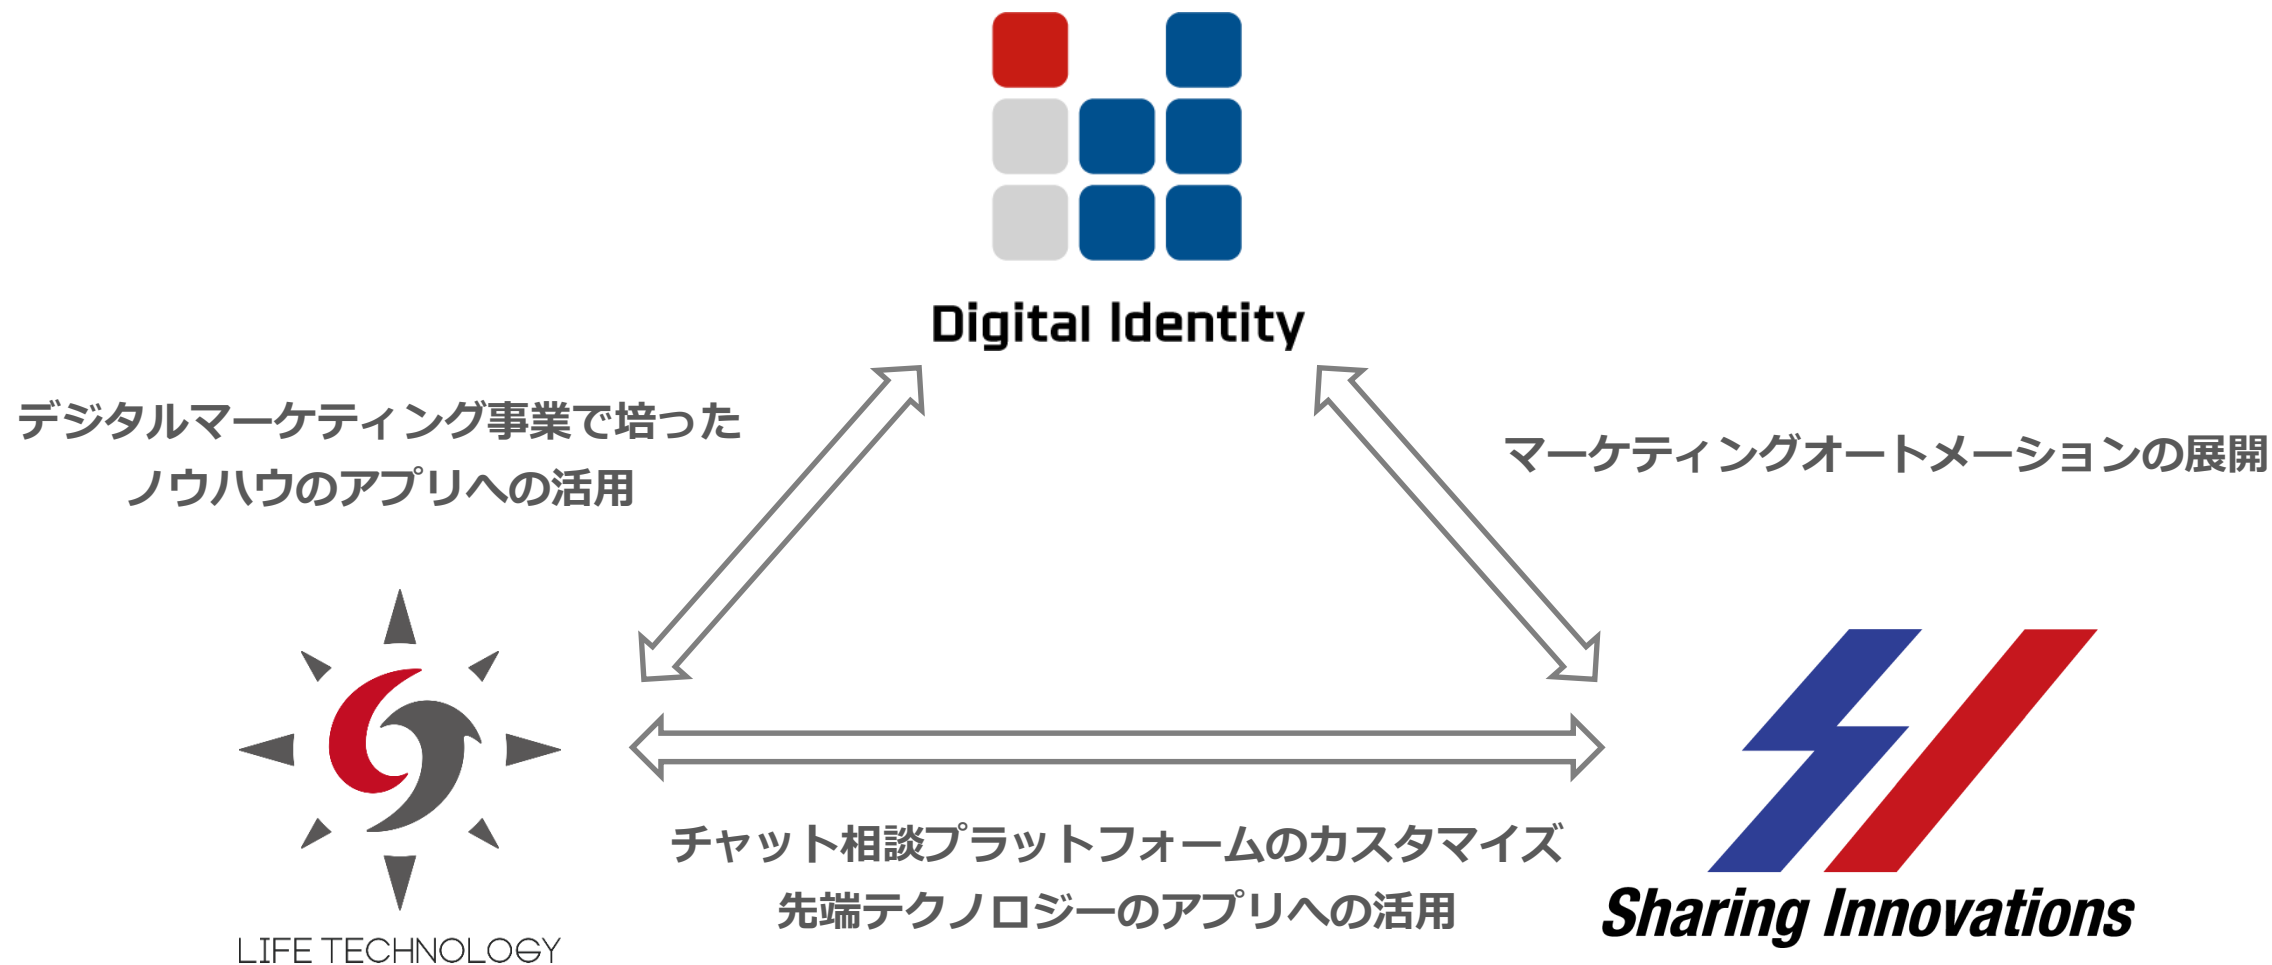 Digital Identity
デジタルマーケティング事業で培った
ノウハウのアプリへの活用
マーケティングオートメーションの展開
チャット相談プラットフォームのカスタマイズ
先端テクノロジーのアプリへの活用
LIFE TECHNOLOGY
Sharing Innovations